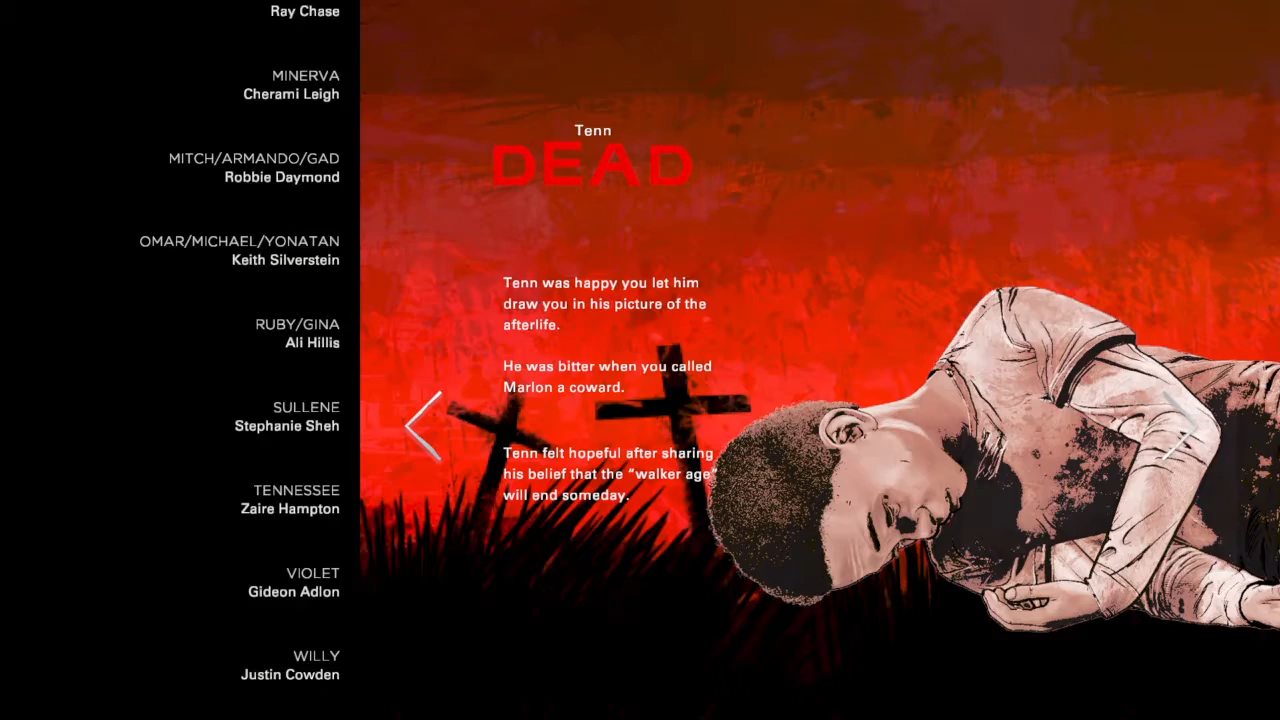 Ray Chase
MINERVA
Cherami Leigh
MITCH/ARMANDO/GAD
Robbie Daymond
OMAR/MICHAEL/YONATAN
Keith Silverstein
RUBY/GINA
Ali Hillis
SULLENE
Stephanie Sheh
TENNESSEE
Zaire Hampton
VIOLET
Gideon Adlon
WILLY
Justin Cowden
Tenn
DEAD
Tenn was happy you let him
draw you in his picture of the
afterlife.
He was bitter when you called
Marlon a coward.
Tenn felt hopeful after sharing
his belief that the “walker age”
will end someday.